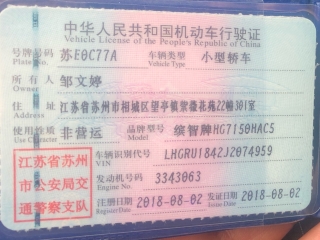 中华人民共和国机动车行驶证
Vehicle License of the People's Republic of China
号牌号码 苏E0C77A 车辆类型 小型轿车
Plate No. Vehicle Type
所有人 邹文婷
Owner
住址 江苏省苏州市相城区望亭镇紫薇花苑22幢301室
Address
使用性质 非营运 品牌型号 缤智牌HG7150HAC5
Use Character Model
江苏省苏州市公安局交通警察支队
车辆识别代号 LHGRU1842J2074959
VIN
发动机号码 3343063
Engine No.
注册日期 2018-08-02 发证日期 2018-08-02
Register Date Issue Date